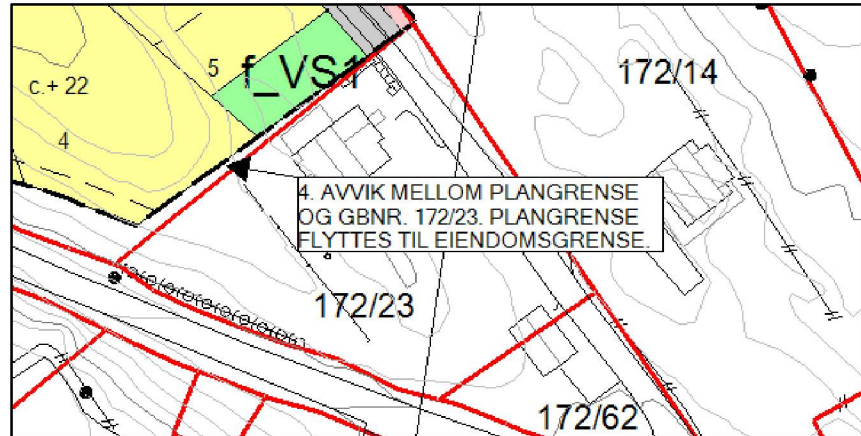 172/14
5
f_VS1
c.+ 22
4
4. AVVIK MELLOM PLANGRENSE
OG GBNR. 172/23. PLANGRENSE
FLYTTES TIL EIENDOMSGRENSE.
172/23
172/62